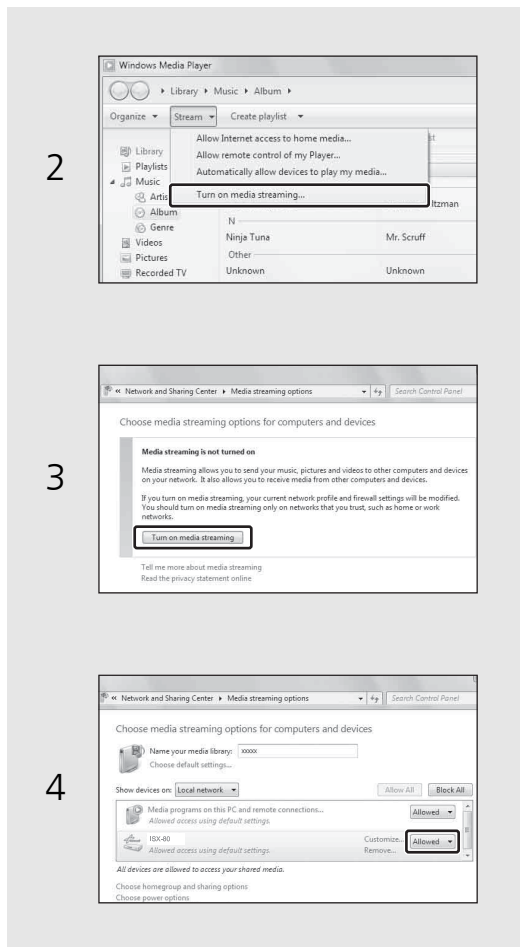 2
Windows Media Player
Library Music Album
Organize Stream Create playlist
Allow Internet access to home media...
Allow remote control of my Player...
Automatically allow devices to play my media...
Turn on media streaming...
Library
Playlists
Music
Artis
Album
Genre
Videos
Pictures
Recorded TV
st
ltzman
N
Ninja Tuna Mr. Scruff
Other
Unknown Unknown
3
« Network and Sharing Center Media streaming options Search Control Panel
Choose media streaming options for computers and devices
Media streaming is not turned on
Media streaming allows you to send your music, pictures and videos to other computers and devices
on your network. It also allows you to receive media from other computers and devices.
If you turn on media streaming, your current network profile and firewall settings will be modified.
You should turn on media streaming only on networks that you trust, such as home or work
networks.
Turn on media streaming
Tell me more about media streaming
Read the privacy statement online
4
« Network and Sharing Center Media streaming options Search Control Panel
Choose media streaming options for computers and devices
Name your media library: xxxxx
Choose default settings...
Show devices on: Local network Allow All Block All
Media programs on this PC and remote connections... Allowed
Allowed access using default settings.
ISX-80 Customize... Allowed
Allowed access using default settings. Remove...
All devices are allowed to access your shared media.
Choose homegroup and sharing options
Choose power options